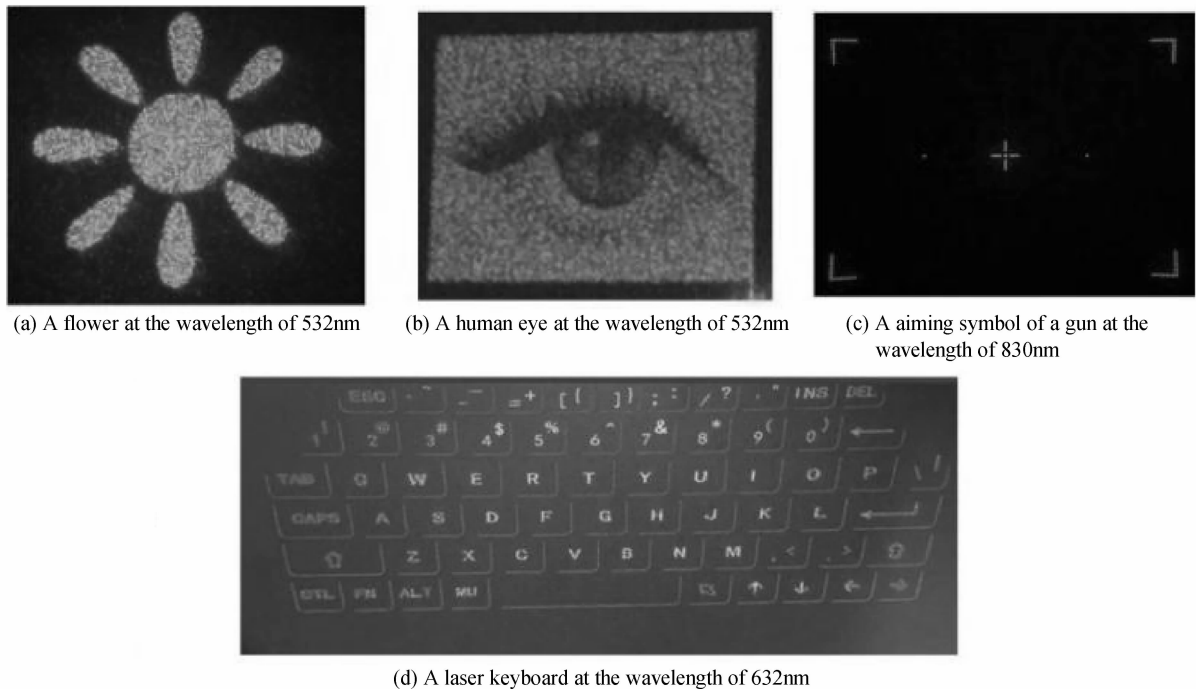 (a) A flower at the wavelength of 532nm
(b) A human eye at the wavelength of 532nm
(c) A aiming symbol of a gun at the
wavelength of 830nm
ESC - ~ _ — = + [ { ] } ; : / ? . " INS DEL
1 ! 2 @ 3 # 4 $ 5 % 6 ^ 7 & 8 * 9 ( 0 ) ←
TAB Q W E R T Y U I O P \ |
CAPS A S D F G H J K L ←
⇧ Z X C V B N M , < . > ⇧
CTL FN ALT MU ↖ ↑ ↓ ← →
(d) A laser keyboard at the wavelength of 632nm